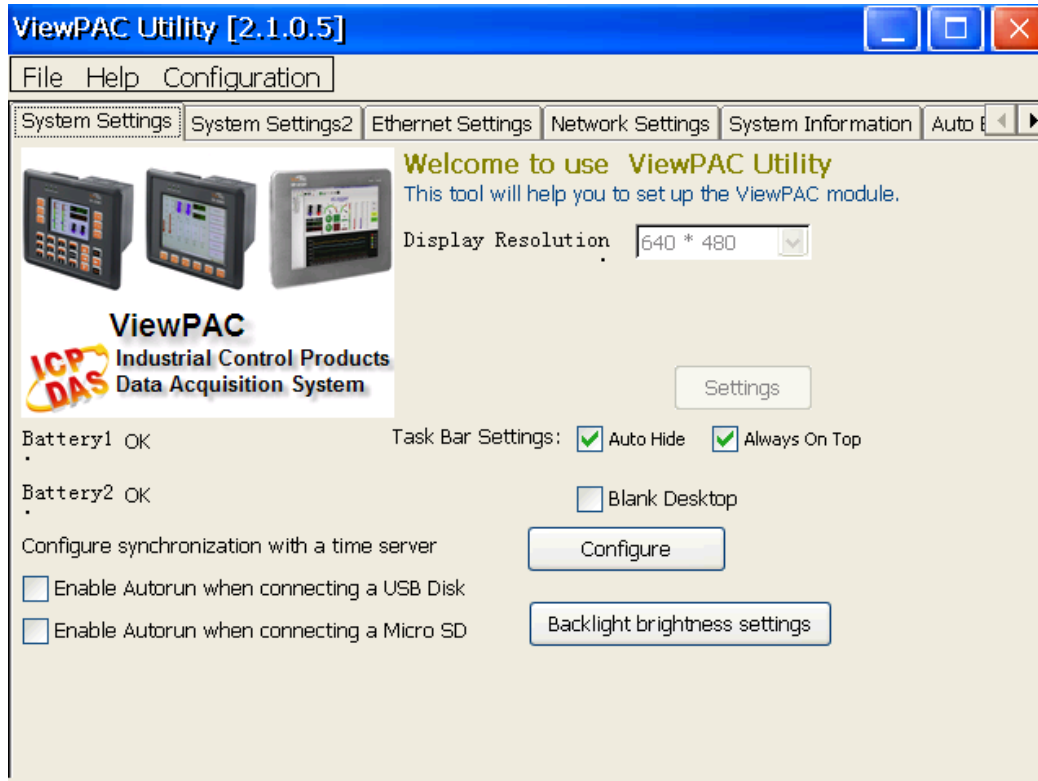 ViewPAC Utility [2.1.0.5]
File Help Configuration
System Settings System Settings2 Ethernet Settings Network Settings System Information Auto
Welcome to use ViewPAC Utility
This tool will help you to set up the ViewPAC module.
Display Resolution 640 * 480
ViewPAC
ICP DAS Industrial Control Products
Data Acquisition System
Settings
Battery1 OK Task Bar Settings: Auto Hide Always On Top
Battery2 OK Blank Desktop
Configure synchronization with a time server Configure
Enable Autorun when connecting a USB Disk
Enable Autorun when connecting a Micro SD Backlight brightness settings